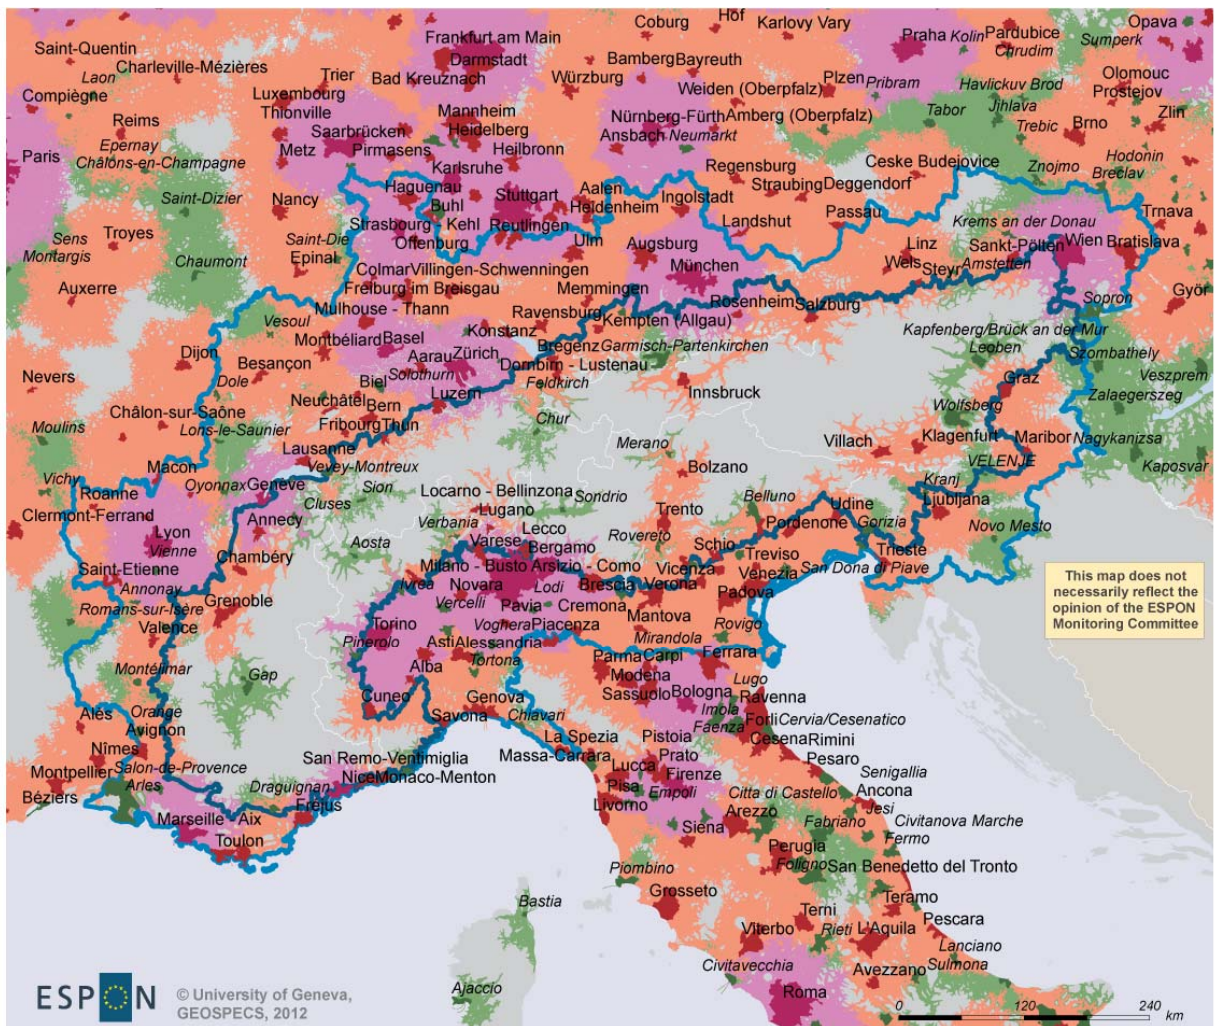 Coburg
Hof
Karlovy Vary
Opava
Saint-Quentin
Frankfurt am Main
Praha
Kolin
Pardubice
Chrudim
Sumperk
Laon
Charleville-Mézières
Darmstadt
Bamberg
Bayreuth
Trier
Bad Kreuznach
Würzburg
Plzen
Pribram
Havlickuv Brod
Olomouc
Prostejov
Compiègne
Luxembourg
Weiden (Oberpfalz)
Thionville
Mannheim
Nürnberg-Fürth
Amberg (Oberpfalz)
Tabor
Jihlava
Zlin
Reims
Saarbrücken
Heidelberg
Ansbach
Neumarkt
Trebic
Brno
Epernay
Metz
Pirmasens
Heilbronn
Paris
Châlons-en-Champagne
Karlsruhe
Regensburg
Ceske Budejovice
Hodonin
Znojmo
Breclav
Saint-Dizier
Nancy
Haguenau
Stuttgart
Aalen
Straubing
Deggendorf
Buhl
Heidenheim
Ingolstadt
Trnava
Troyes
Strasbourg
Kehl
Reutlingen
Landshut
Passau
Krems an der Donau
Sens
Saint-Die
Offenburg
Ulm
Augsburg
Linz
Sankt-Pölten
Wien
Bratislava
Montargis
Epinal
Chaumont
Colmar
Villingen-Schwenningen
München
Wels
Steyr
Amstetten
Auxerre
Freiburg im Breisgau
Memmingen
Györ
Mulhouse - Thann
Ravensburg
Rosenheim
Salzburg
Sopron
Vesoul
Konstanz
Kempten (Allgau)
Kapfenberg/Brück an der Mur
Montbéliard
Basel
Bregenz
Garmisch-Partenkirchen
Leoben
Dijon
Besançon
Aarau
Zürich
Dornbirn - Lustenau
Szombathely
Nevers
Dole
Solothurn
Biel
Feldkirch
Graz
Veszprem
Luzern
Innsbruck
Zalaegerszeg
Neuchâtel
Bern
Wolfsberg
Châlon-sur-Saône
Fribourg
Thun
Chur
Moulins
Lons-le-Saunier
Merano
Villach
Klagenfurt
Maribor
Nagykanizsa
Lausanne
Bolzano
VELENJE
Macon
Vevey-Montreux
Kaposvar
Vichy
Oyonnax
Genève
Sion
Locarno - Bellinzona
Sondrio
Kranj
Roanne
Cluses
Lugano
Belluno
Udine
Ljubljana
Clermont-Ferrand
Annecy
Verbania
Lecco
Trento
Pordenone
Gorizia
Novo Mesto
Lyon
Aosta
Varese
Rovereto
Vienne
Chambéry
Bergamo
Schio
Trieste
Saint-Etienne
Milano - Busto Arsizio - Como
Vicenza
Treviso
San Dona di Piave
Annonay
Ivrea
Novara
Lodi
Brescia
Verona
Venezia
Romans-sur-Isère
Grenoble
Vercelli
Pavia
Cremona
Padova
Valence
Torino
Voghera
Piacenza
Mantova
Rovigo
Pinerolo
Asti
Alessandria
Mirandola
Montélimar
Gap
Alba
Tortona
Parma
Carpi
Ferrara
Modena
Lugo
Cuneo
Genova
Sassuolo
Bologna
Ravenna
Alès
Orange
Savona
Chiavari
Imola
Faenza
Forli
Cervia/Cesenatico
Avignon
La Spezia
Pistoia
Cesena
Rimini
Nîmes
San Remo-Ventimiglia
Massa-Carrara
Prato
Pesaro
Montpellier
Salon-de-Provence
Nice
Monaco-Menton
Lucca
Firenze
Senigallia
Arles
Draguignan
Pisa
Empoli
Citta di Castello
Ancona
Béziers
Fréjus
Livorno
Arezzo
Jesi
Marseille
Aix
Siena
Fabriano
Civitanova Marche
Toulon
Perugia
Fermo
Piombino
Foligno
San Benedetto del Tronto
Grosseto
Teramo
Bastia
Terni
Viterbo
Rieti
L'Aquila
Pescara
Lanciano
Civitavecchia
Avezzano
Sulmona
Ajaccio
Roma
This map does not
necessarily reflect the
opinion of the ESPON
Monitoring Committee
ESPON
© University of Geneva,
GEOSPECS, 2012
0 120 240
km